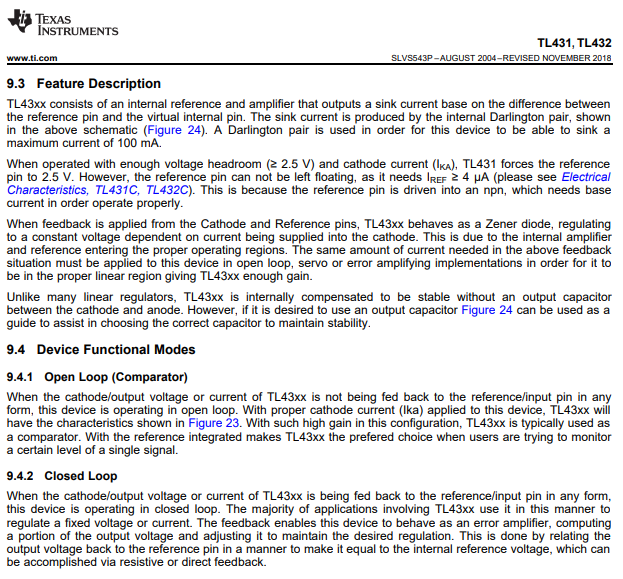 TEXAS
INSTRUMENTS
TL431, TL432
www.ti.com
SLVS543P – AUGUST 2004 – REVISED NOVEMBER 2018
9.3 Feature Description
TL43xx consists of an internal reference and amplifier that outputs a sink current base on the difference between
the reference pin and the virtual internal pin. The sink current is produced by the internal Darlington pair, shown
in the above schematic (Figure 24). A Darlington pair is used in order for this device to be able to sink a
maximum current of 100 mA.
When operated with enough voltage headroom (≥ 2.5 V) and cathode current (IKA), TL431 forces the reference
pin to 2.5 V. However, the reference pin can not be left floating, as it needs IREF ≥ 4 µA (please see Electrical
Characteristics, TL431C, TL432C). This is because the reference pin is driven into an npn, which needs base
current in order operate properly.
When feedback is applied from the Cathode and Reference pins, TL43xx behaves as a Zener diode, regulating
to a constant voltage dependent on current being supplied into the cathode. This is due to the internal amplifier
and reference entering the proper operating regions. The same amount of current needed in the above feedback
situation must be applied to this device in open loop, servo or error amplifying implementations in order for it to
be in the proper linear region giving TL43xx enough gain.
Unlike many linear regulators, TL43xx is internally compensated to be stable without an output capacitor
between the cathode and anode. However, if it is desired to use an output capacitor Figure 24 can be used as a
guide to assist in choosing the correct capacitor to maintain stability.
9.4 Device Functional Modes
9.4.1 Open Loop (Comparator)
When the cathode/output voltage or current of TL43xx is not being fed back to the reference/input pin in any
form, this device is operating in open loop. With proper cathode current (Ika) applied to this device, TL43xx will
have the characteristics shown in Figure 23. With such high gain in this configuration, TL43xx is typically used as
a comparator. With the reference integrated makes TL43xx the prefered choice when users are trying to monitor
a certain level of a single signal.
9.4.2 Closed Loop
When the cathode/output voltage or current of TL43xx is being fed back to the reference/input pin in any form,
this device is operating in closed loop. The majority of applications involving TL43xx use it in this manner to
regulate a fixed voltage or current. The feedback enables this device to behave as an error amplifier, computing
a portion of the output voltage and adjusting it to maintain the desired regulation. This is done by relating the
output voltage back to the reference pin in a manner to make it equal to the internal reference voltage, which can
be accomplished via resistive or direct feedback.